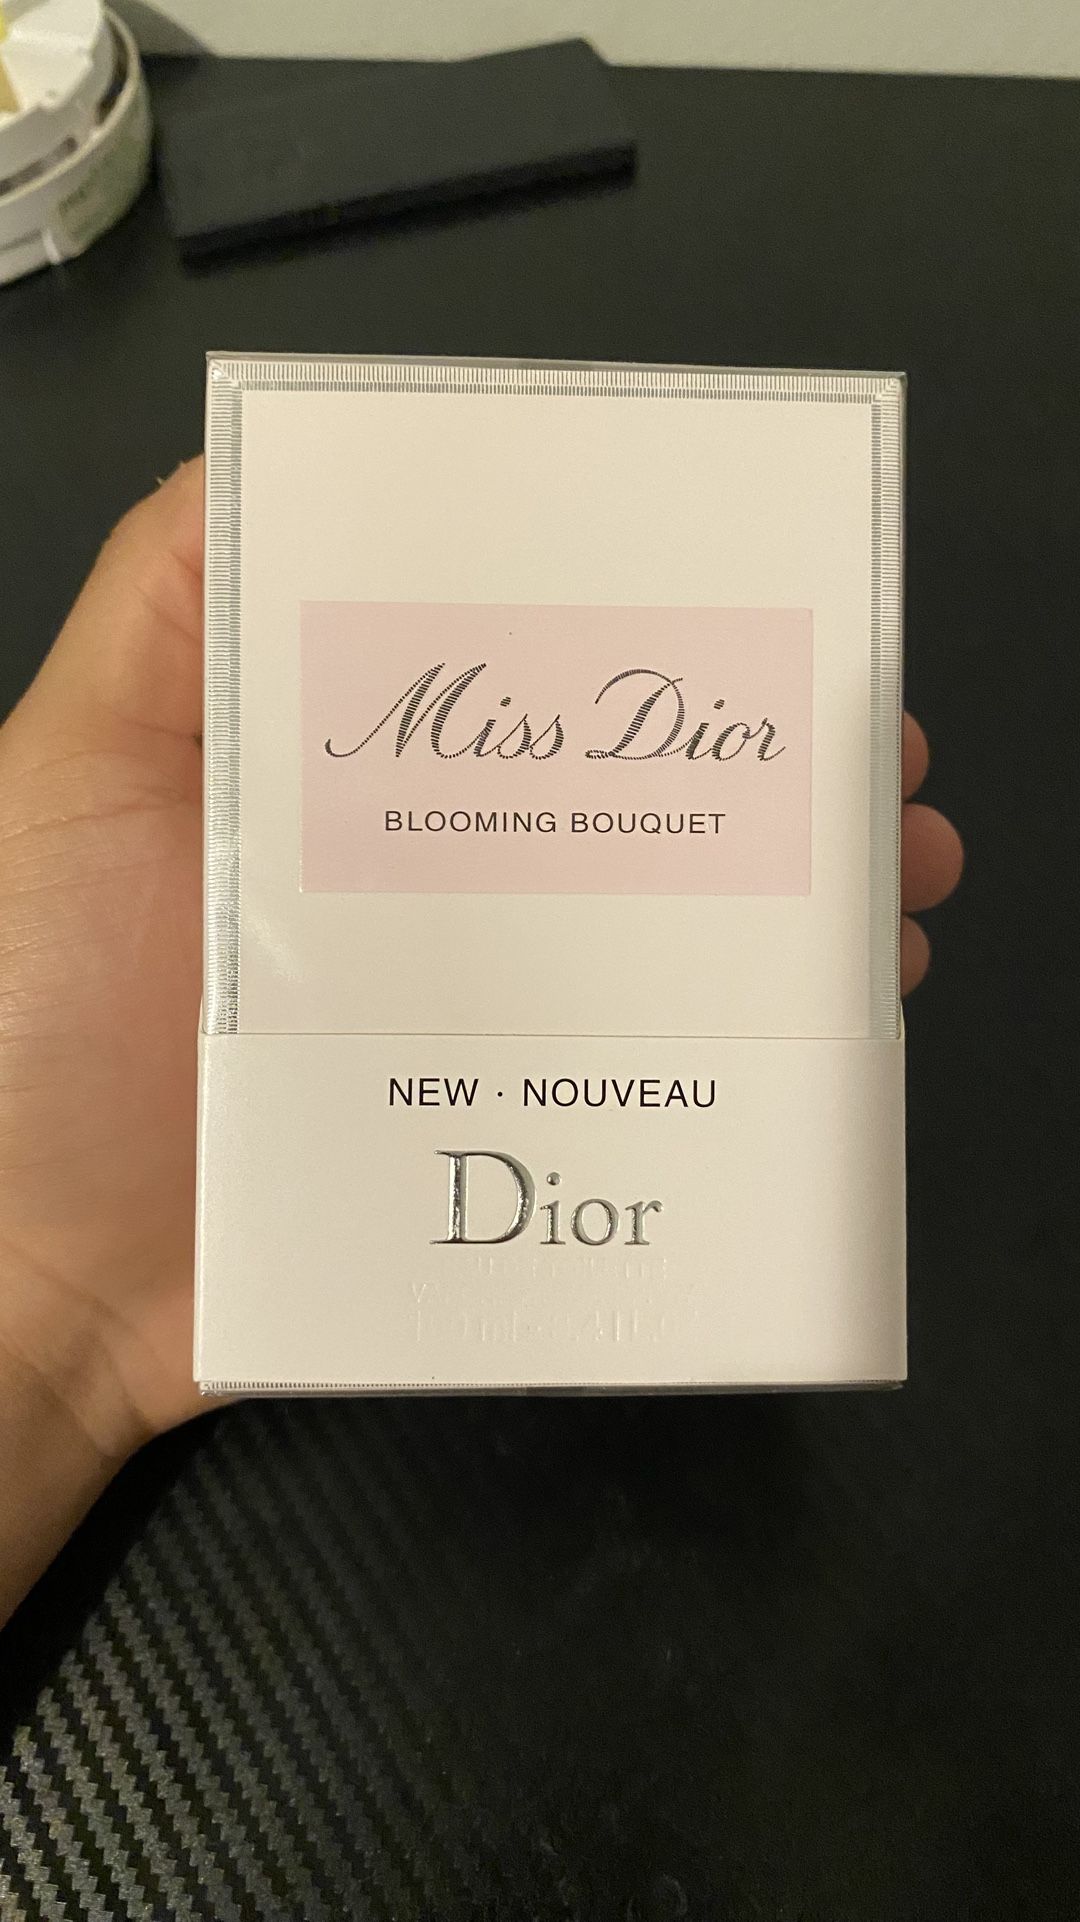 Miss Dior
BLOOMING BOUQUET
NEW · NOUVEAU
Dior